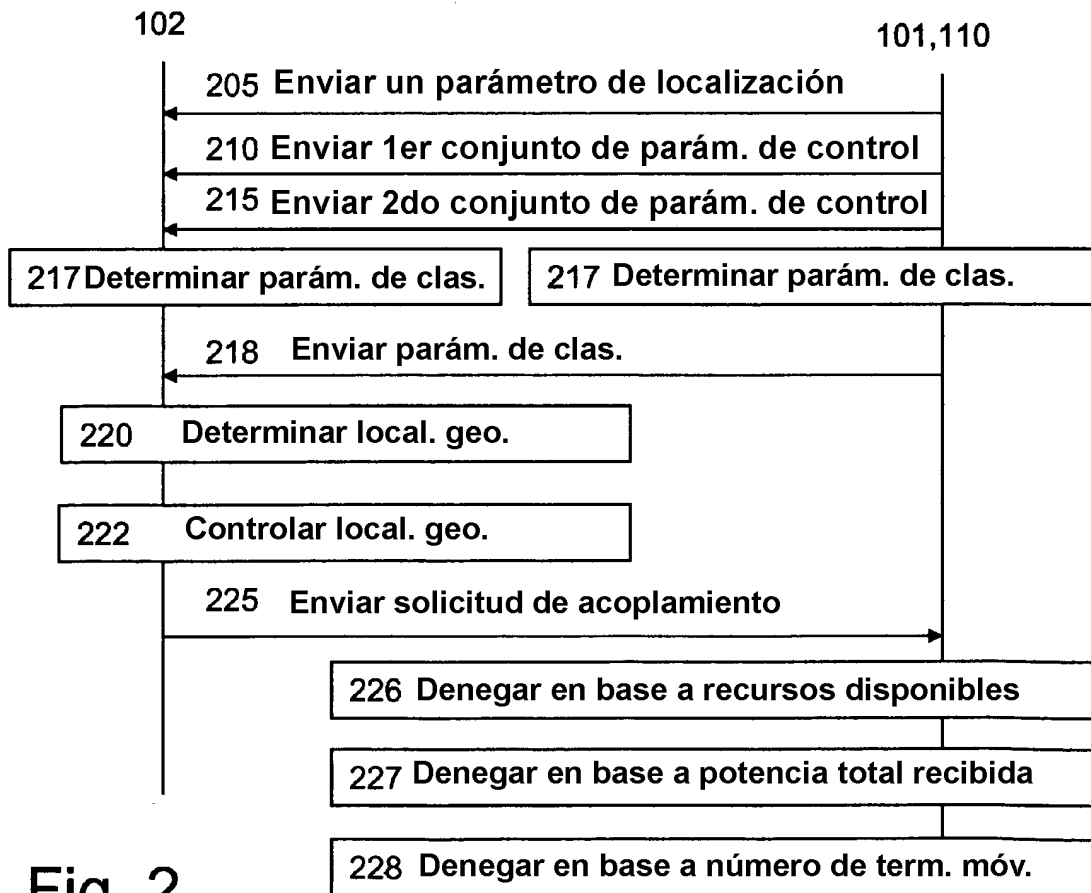 102
101,110
205 Enviar un parámetro de localización
210 Enviar 1er conjunto de parám. de control
215 Enviar 2do conjunto de parám. de control
217 Determinar parám. de clas.
217 Determinar parám. de clas.
218 Enviar parám. de clas.
220 Determinar local. geo.
222 Controlar local. geo.
225 Enviar solicitud de acoplamiento
226 Denegar en base a recursos disponibles
227 Denegar en base a potencia total recibida
228 Denegar en base a número de term. móv.
Fig. 2